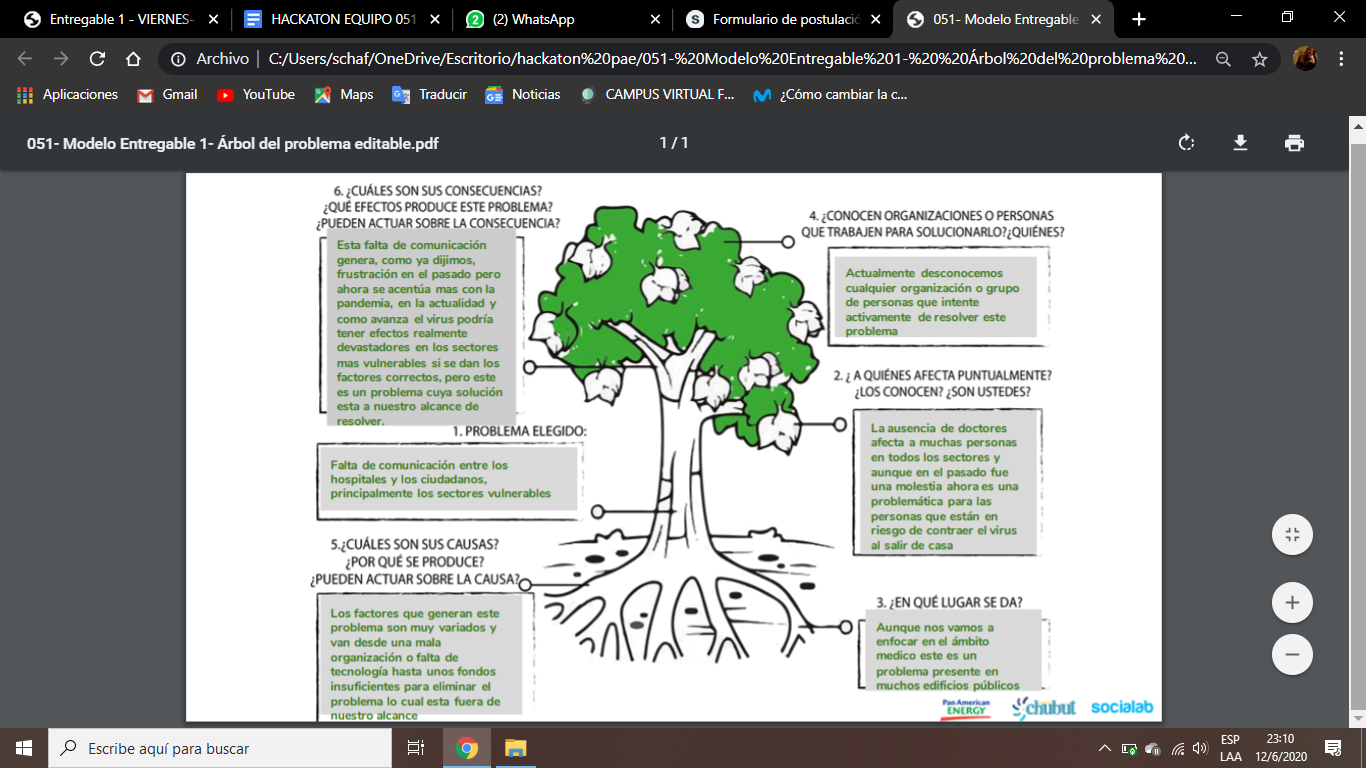 Entregable 1 - VIERNES-
HACKATON EQUIPO 051
(2) WhatsApp
Formulario de postulació
051- Modelo Entregable
Archivo
C:/Users/schaf/OneDrive/Escritorio/hackaton%20pae/051-%20Modelo%20Entregable%201-%20%20Árbol%20del%20problema%20...
Aplicaciones
Gmail
YouTube
Maps
Traducir
Noticias
CAMPUS VIRTUAL F...
¿Cómo cambiar la c...
051- Modelo Entregable 1- Árbol del problema editable.pdf
1 / 1
6. ¿CUÁLES SON SUS CONSECUENCIAS?
¿QUÉ EFECTOS PRODUCE ESTE PROBLEMA?
¿PUEDEN ACTUAR SOBRE LA CONSECUENCIA?
Esta falta de comunicación
genera, como ya dijimos,
frustración en el pasado pero
ahora se acentúa mas con la
pandemia, en la actualidad y
como avanza el virus podría
tener efectos realmente
devastadores en los sectores
mas vulnerables si se dan los
factores correctos, pero este
es un problema cuya solución
esta a nuestro alcance de
resolver.
4. ¿CONOCEN ORGANIZACIONES O PERSONAS
QUE TRABAJEN PARA SOLUCIONARLO?¿QUIÉNES?
Actualmente desconocemos
cualquier organización o grupo
de personas que intente
activamente de resolver este
problema
2. ¿ A QUIÉNES AFECTA PUNTUALMENTE?
¿LOS CONOCEN? ¿SON USTEDES?
La ausencia de doctores
afecta a muchas personas
en todos los sectores y
aunque en el pasado fue
una molestia ahora es una
problemática para las
personas que están en
riesgo de contraer el virus
al salir de casa
1. PROBLEMA ELEGIDO:
Falta de comunicación entre los
hospitales y los ciudadanos,
principalmente los sectores vulnerables
5.¿CUÁLES SON SUS CAUSAS?
¿POR QUÉ SE PRODUCE?
¿PUEDEN ACTUAR SOBRE LA CAUSA?
Los factores que generan este
problema son muy variados y
van desde una mala
organización o falta de
tecnología hasta unos fondos
insuficientes para eliminar el
problema lo cual esta fuera de
nuestro alcance
3. ¿EN QUÉ LUGAR SE DA?
Aunque nos vamos a
enfocar en el ámbito
medico este es un
problema presente en
muchos edificios públicos
Pan American
ENERGY
chubut
socialab
Escribe aquí para buscar
ESP
LAA
23:10
12/6/2020